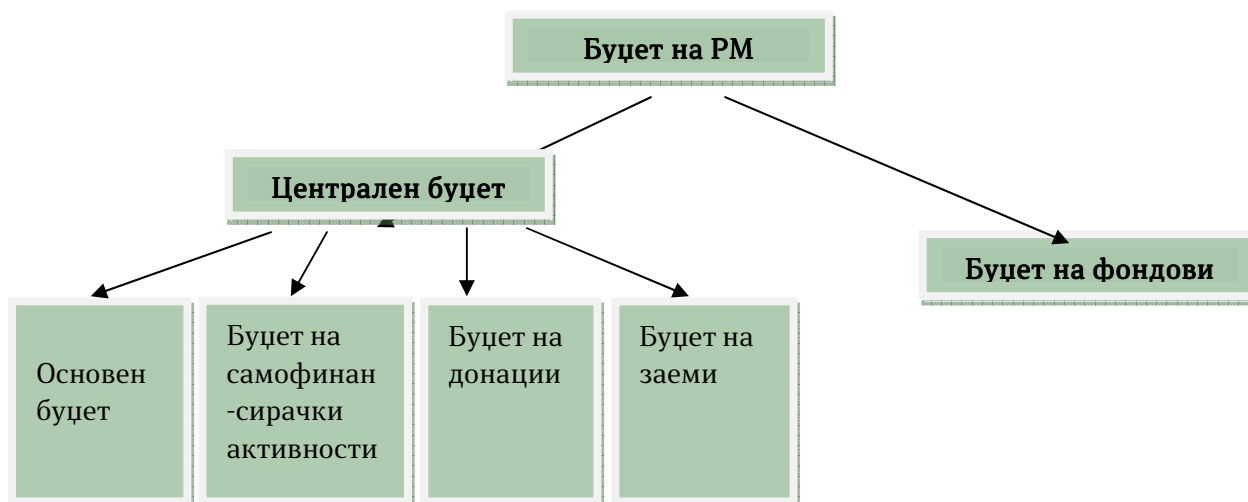 Буџет на РМ
Централен буџет
Буџет на фондови
Основен
буџет
Буџет на
самофинан
-сирачки
активности
Буџет на
донации
Буџет на
заеми